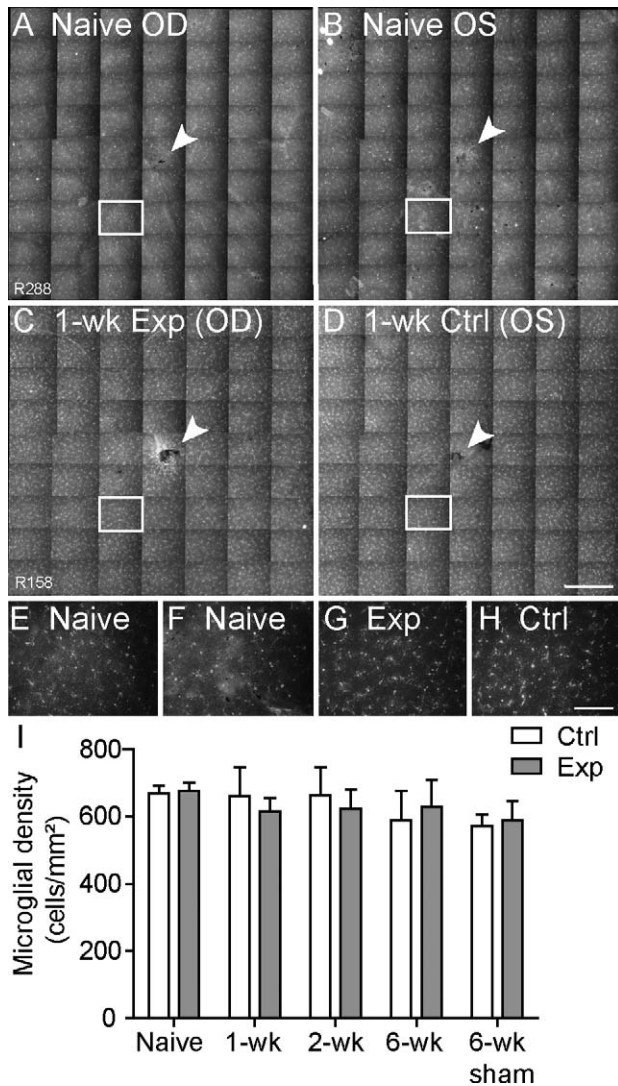 A Naive OD
B Naive OS
R288
C 1-wk Exp (OD)
D 1-wk Ctrl (OS)
R158
E Naive
F Naive
G Exp
H Ctrl
I
Ctrl
Exp
Microglial density
(cells/mm²)
800
600
400
200
0
Naive
1-wk
2-wk
6-wk
6-wk
sham